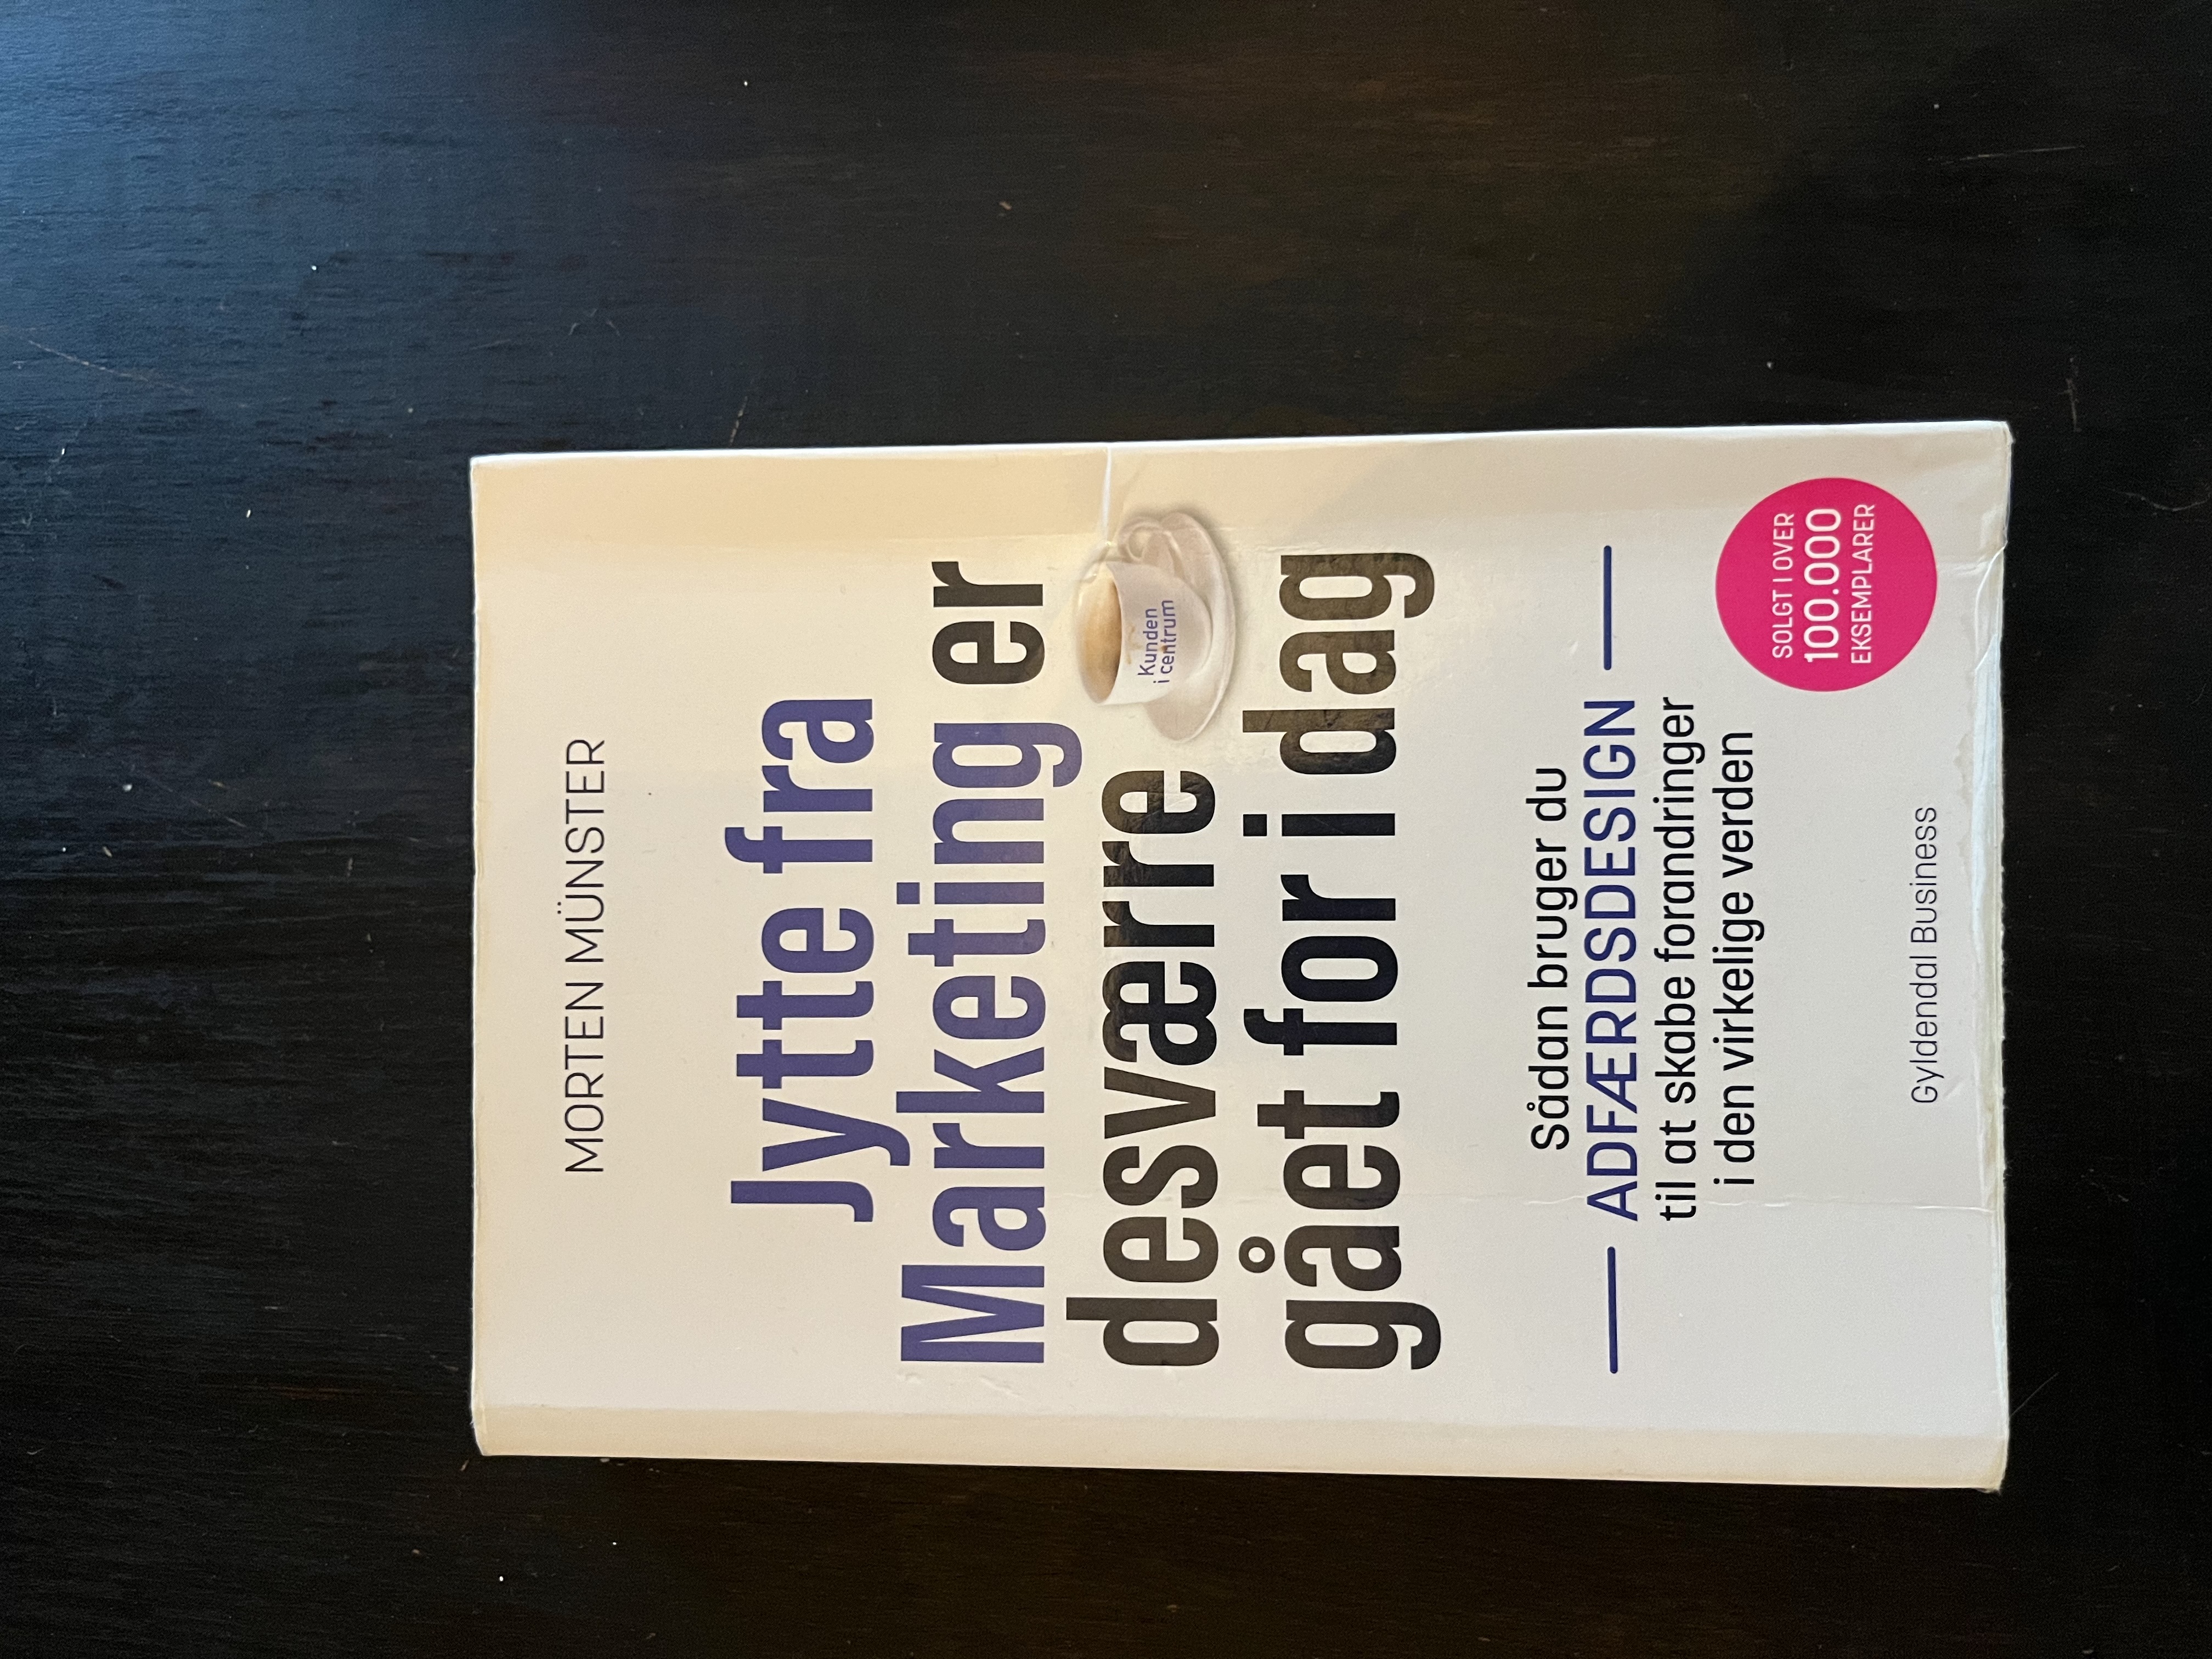 MORTEN MÜNSTER
Jytte fra
Marketing er
desværre
Kunden
i centrum
gået for i dag
Sådan bruger du
ADFÆRDSDESIGN
til at skabe forandringer
i den virkelige verden
SOLGT I OVER
100.000
EKSEMPLARER
Gyldendal Business